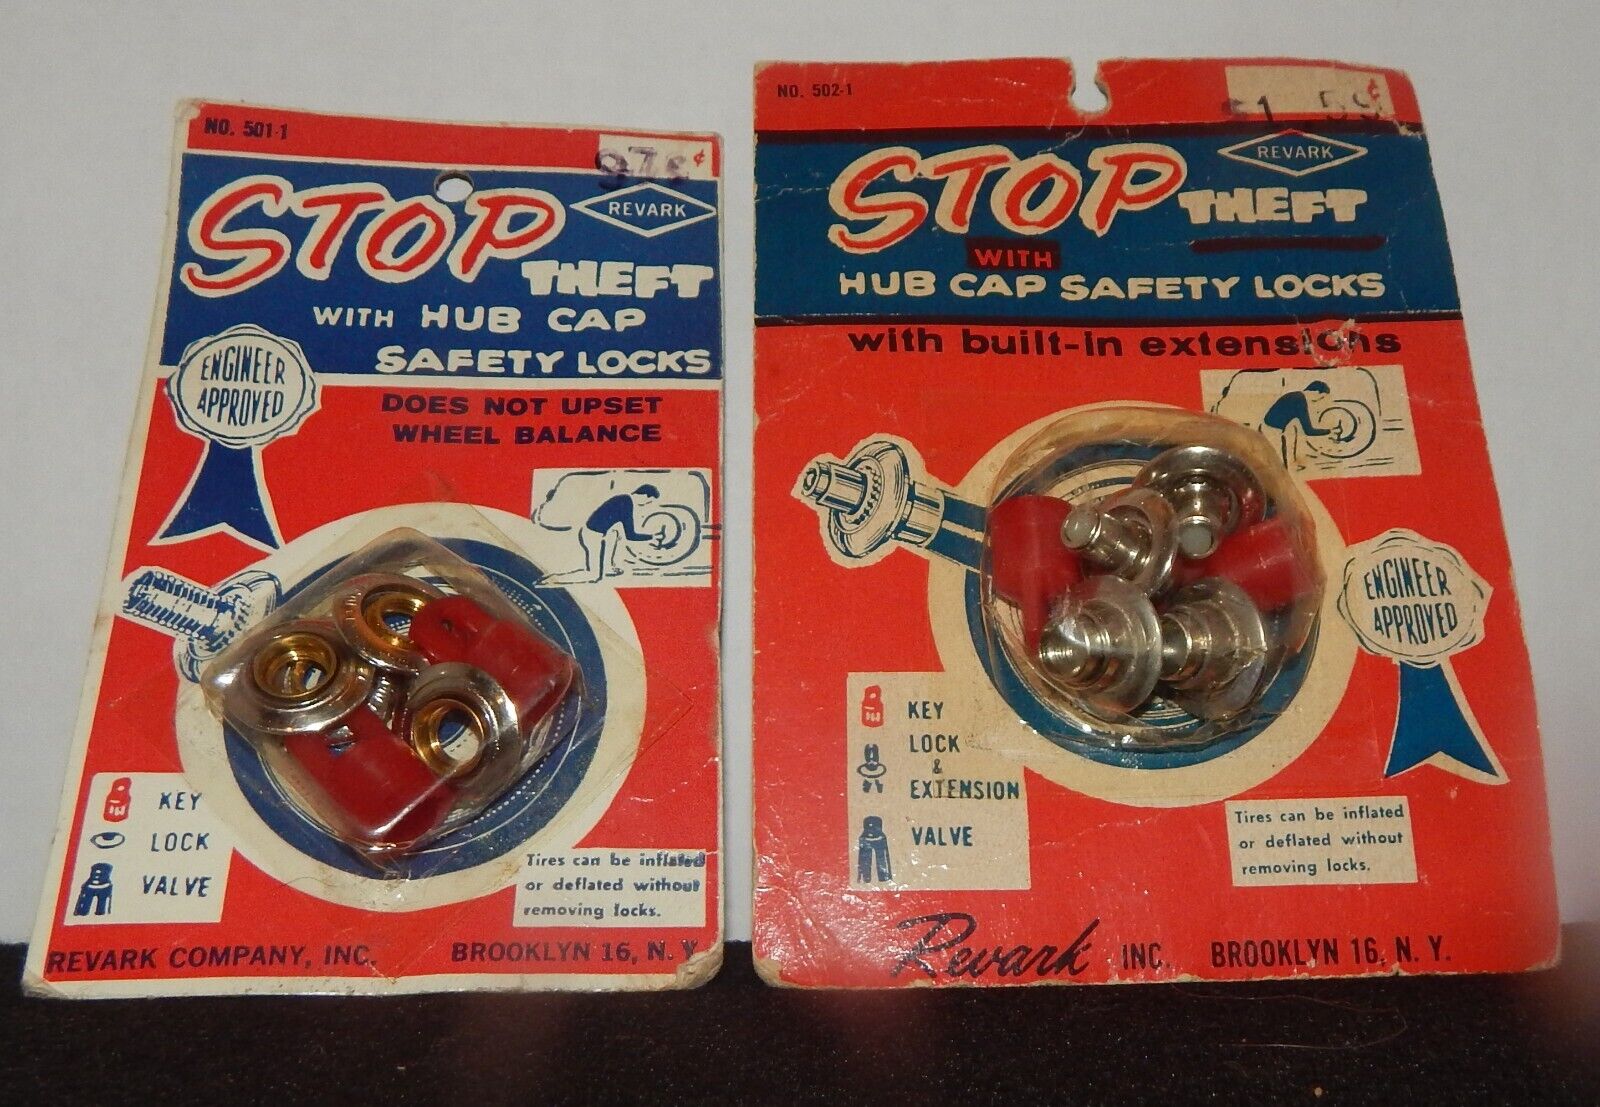 NO. 501-1
97¢
STOP
REVARK
THEFT
WITH HUB CAP
SAFETY LOCKS
ENGINEER
APPROVED
DOES NOT UPSET
WHEEL BALANCE
KEY
LOCK
VALVE
Tires can be inflated
or deflated without
removing locks.
REVARK COMPANY, INC. BROOKLYN 16, N. Y.
NO. 502-1
$1.59¢
STOP THEFT
REVARK
WITH
HUB CAP SAFETY LOCKS
with built-in extensions
ENGINEER
APPROVED
KEY
LOCK
&
EXTENSION
VALVE
Tires can be inflated
or deflated without
removing locks.
Revark INC. BROOKLYN 16, N. Y.